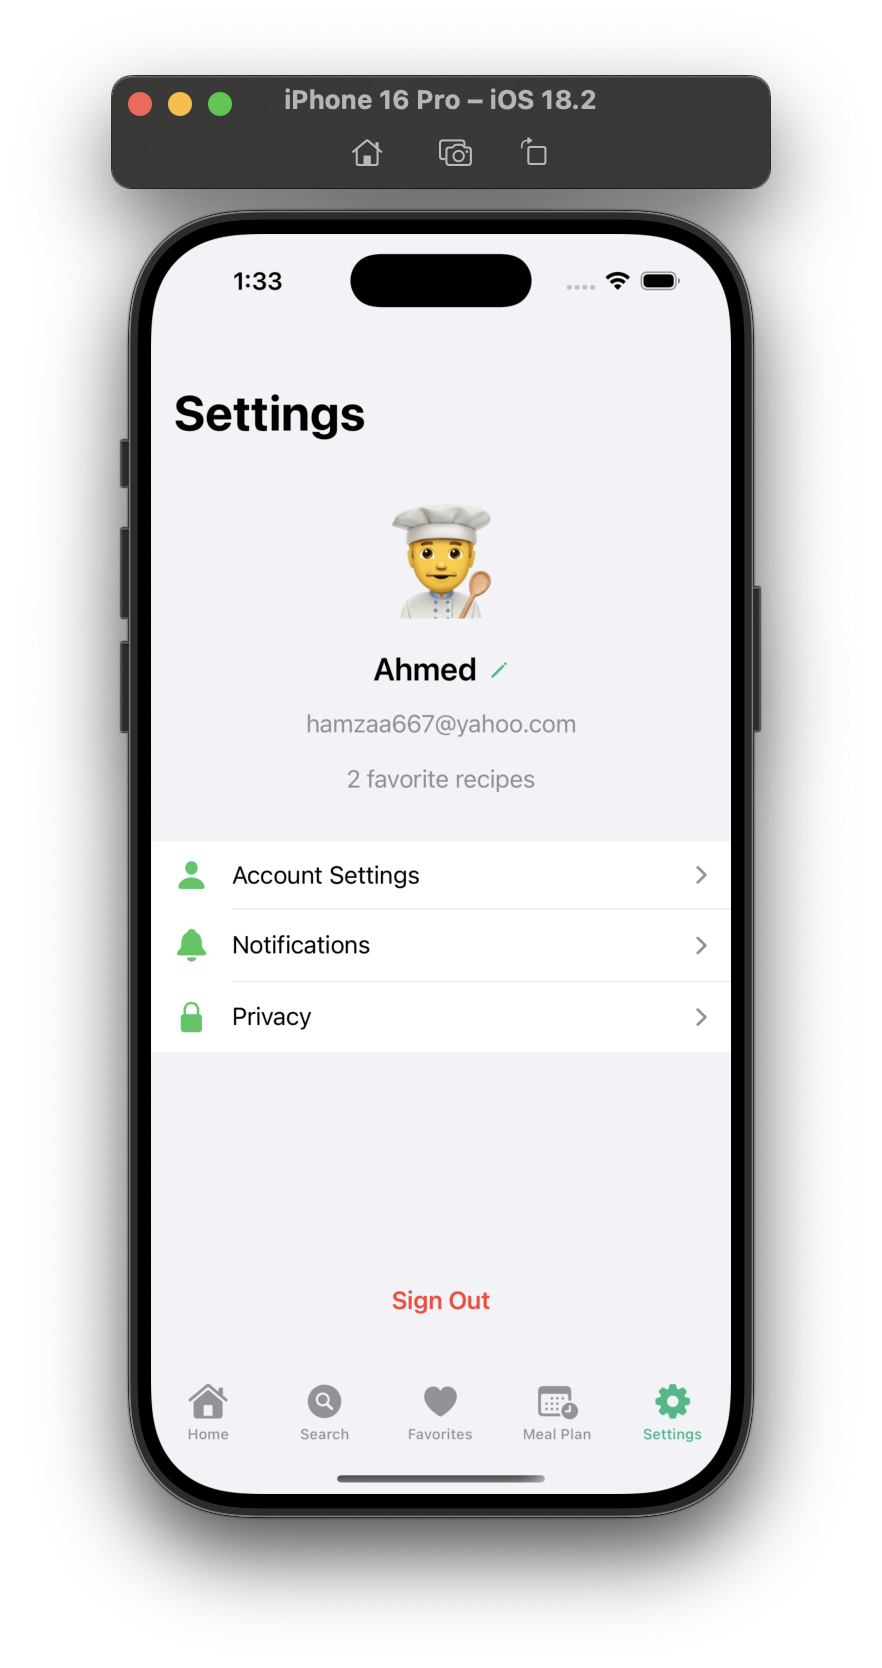 iPhone 16 Pro – iOS 18.2
1:33
Settings
Ahmed
hamzaa667@yahoo.com
2 favorite recipes
Account Settings
Notifications
Privacy
Sign Out
Home Search Favorites Meal Plan Settings